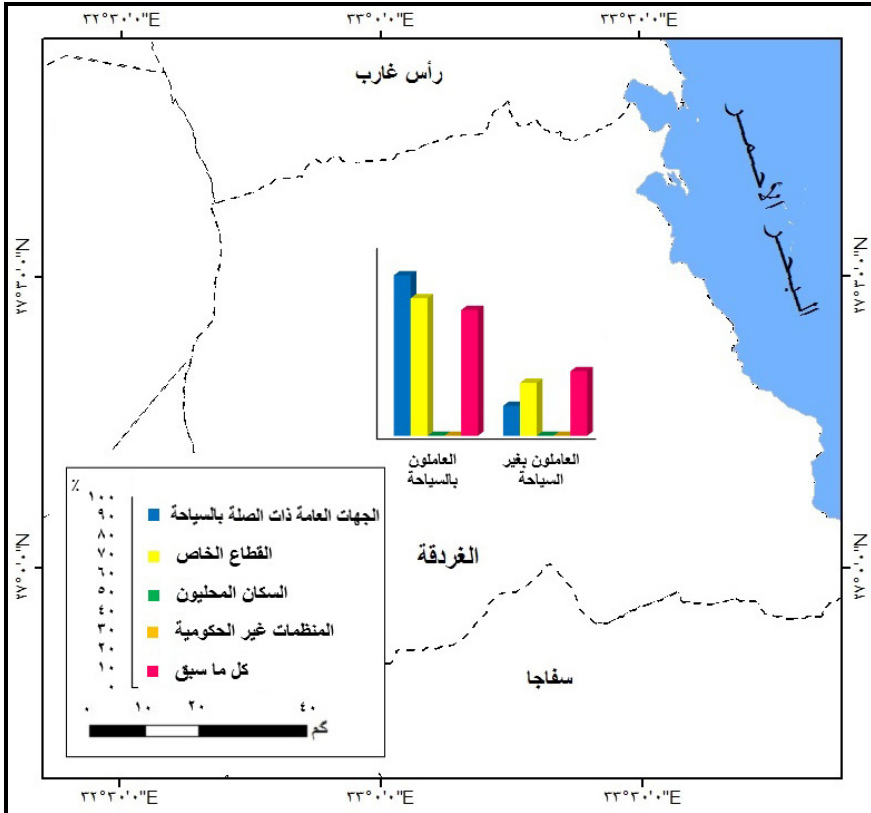 ٣٢°٣٠'٠"E ٣٣°٠'٠"E ٣٣°٣٠'٠"E
رأس غارب
البحر الأحمر
٢٧°٣٠'٠"N ٢٧°٣٠'٠"N
العاملون بالسياحة
العاملون بغير السياحة
الغردقة
٢٧°٠'٠"N ٢٧°٠'٠"N
سفاجا
٪
١٠٠
٩٠
٨٠
٧٠
٦٠
٥٠
٤٠
٣٠
٢٠
١٠
٠
الجهات العامة ذات الصلة بالسياحة
القطاع الخاص
السكان المحليون
المنظمات غير الحكومية
كل ما سبق
٠ ١٠ ٢٠ ٤٠
كم
٣٢°٣٠'٠"E ٣٣°٠'٠"E ٣٣°٣٠'٠"E